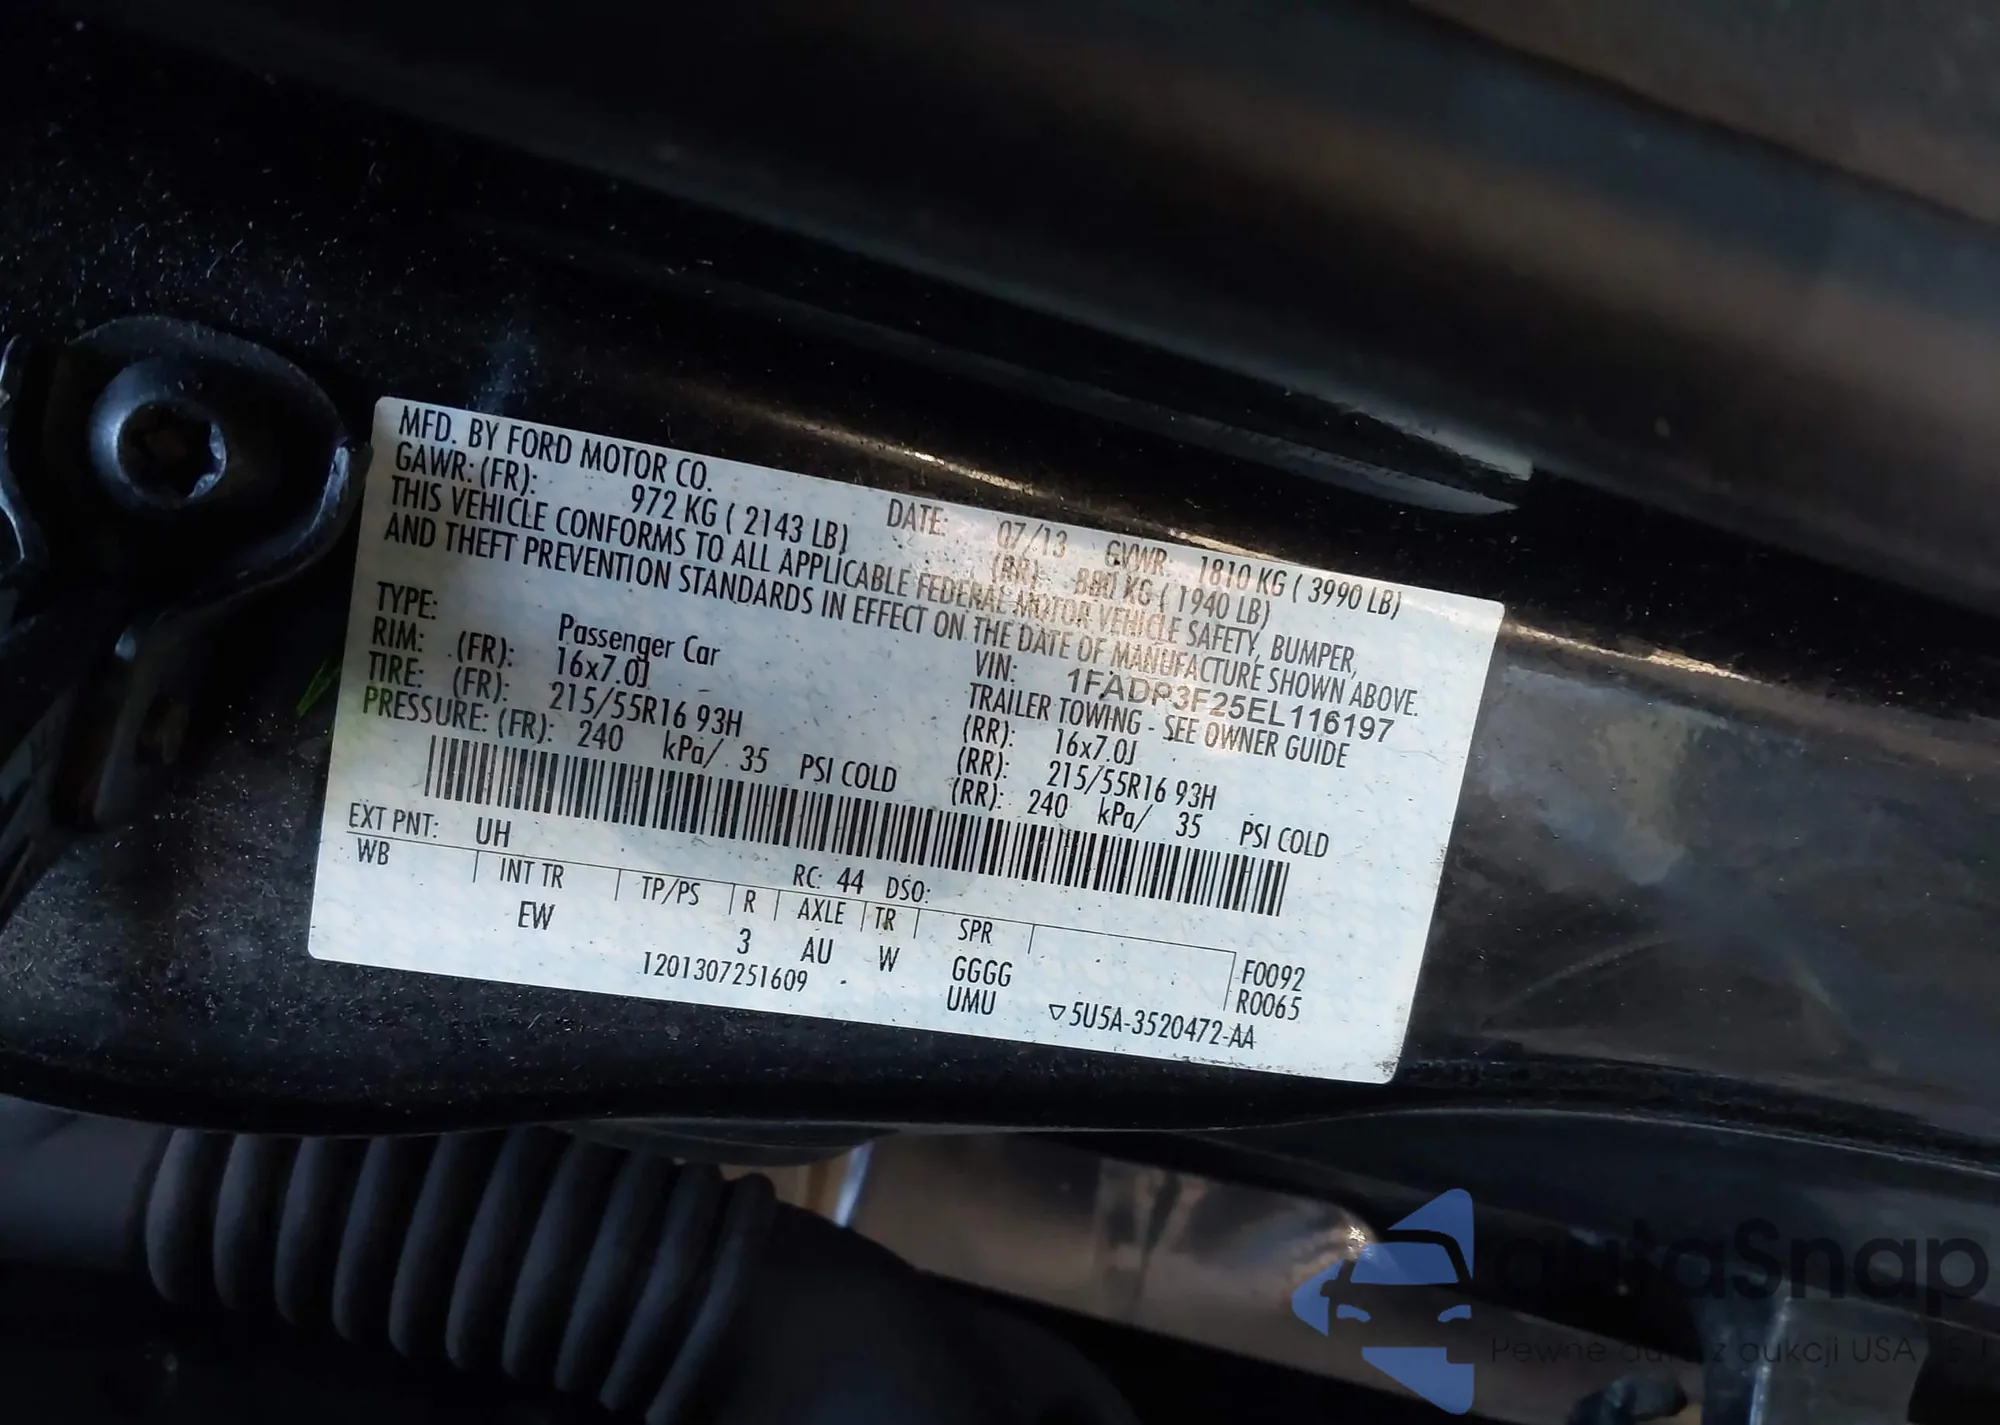 MFD. BY FORD MOTOR CO. DATE: 07/13 GVWR: 1810 KG ( 3990 LB)
GAWR: (FR): 972 KG ( 2143 LB) (RR): 880 KG ( 1940 LB)
THIS VEHICLE CONFORMS TO ALL APPLICABLE FEDERAL MOTOR VEHICLE SAFETY, BUMPER,
AND THEFT PREVENTION STANDARDS IN EFFECT ON THE DATE OF MANUFACTURE SHOWN ABOVE.
VIN: 1FADP3F25EL116197
TYPE: Passenger Car TRAILER TOWING - SEE OWNER GUIDE
RIM: (FR): 16x7.0J (RR): 16x7.0J
TIRE: (FR): 215/55R16 93H (RR): 215/55R16 93H
PRESSURE: (FR): 240 kPa/ 35 PSI COLD (RR): 240 kPa/ 35 PSI COLD
EXT PNT: UH RC: 44 DSO:
WB INT TR TP/PS R AXLE TR SPR
EW 3 AU W GGGG F0092
1201307251609 UMU R0065
▽5U5A-3520472-AA
autaSnap
Pewne auta z aukcji USA